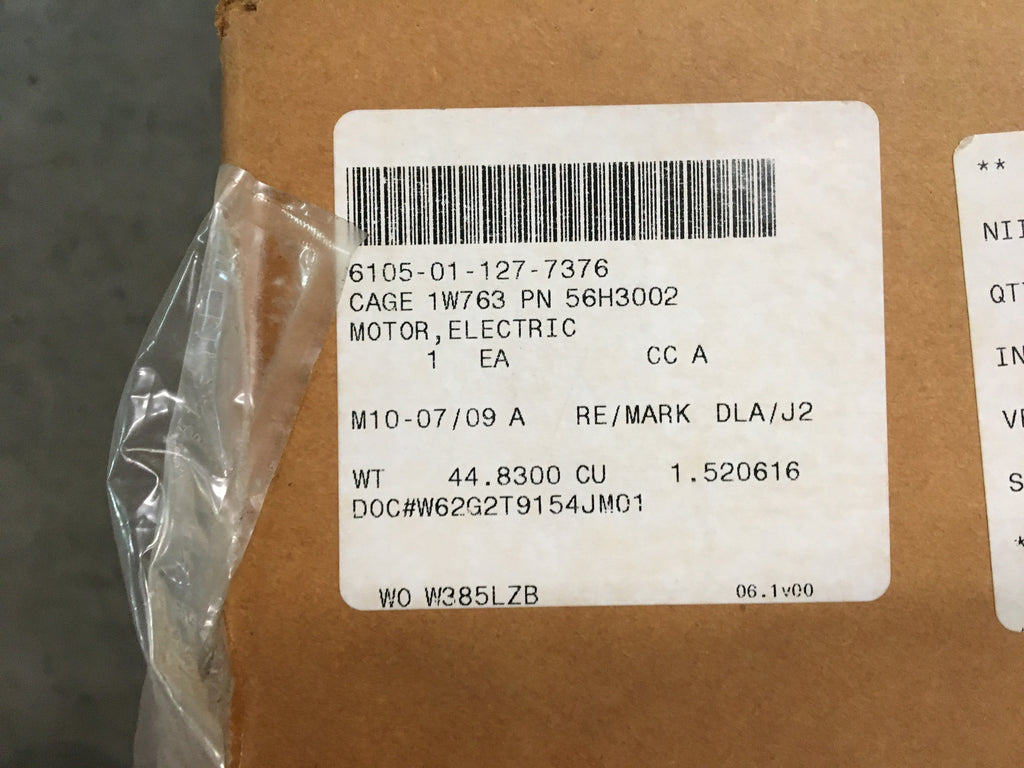 6105-01-127-7376
CAGE 1W763 PN 56H3002
MOTOR,ELECTRIC
1 EA CC A
M10-07/09 A RE/MARK DLA/J2
WT 44.8300 CU 1.520616
DOC#W62G2T9154JM01
WO W385LZB 06.1v00
**
NII
QT
IN
S
*